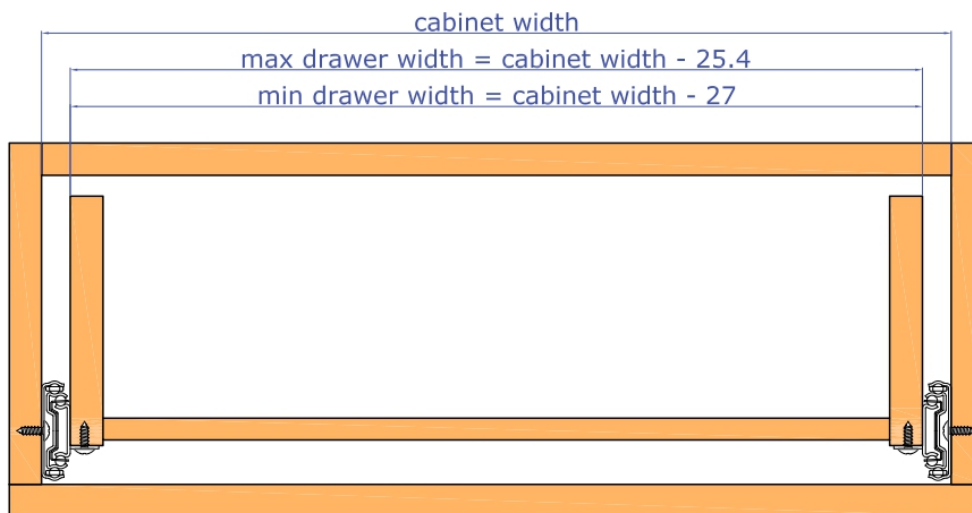 cabinet width
max drawer width = cabinet width - 25.4
min drawer width = cabinet width - 27